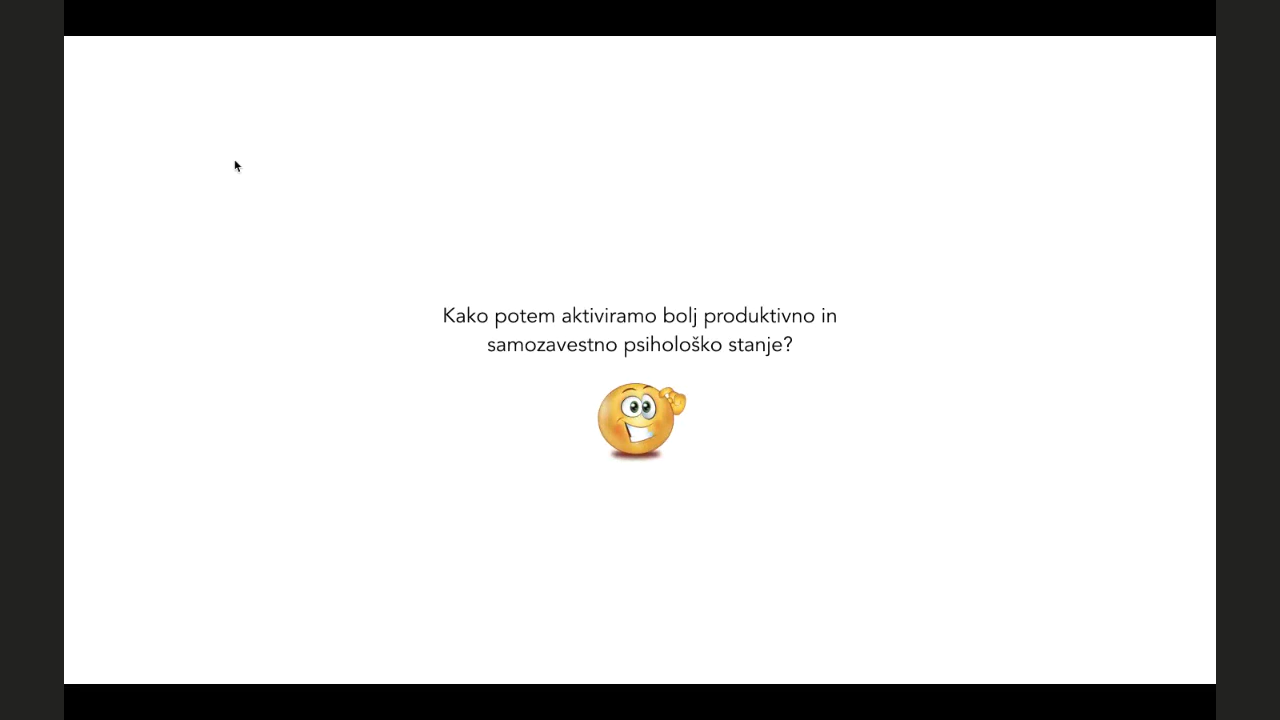 Kako potem aktiviramo bolj produktivno in
samozavestno psihološko stanje?